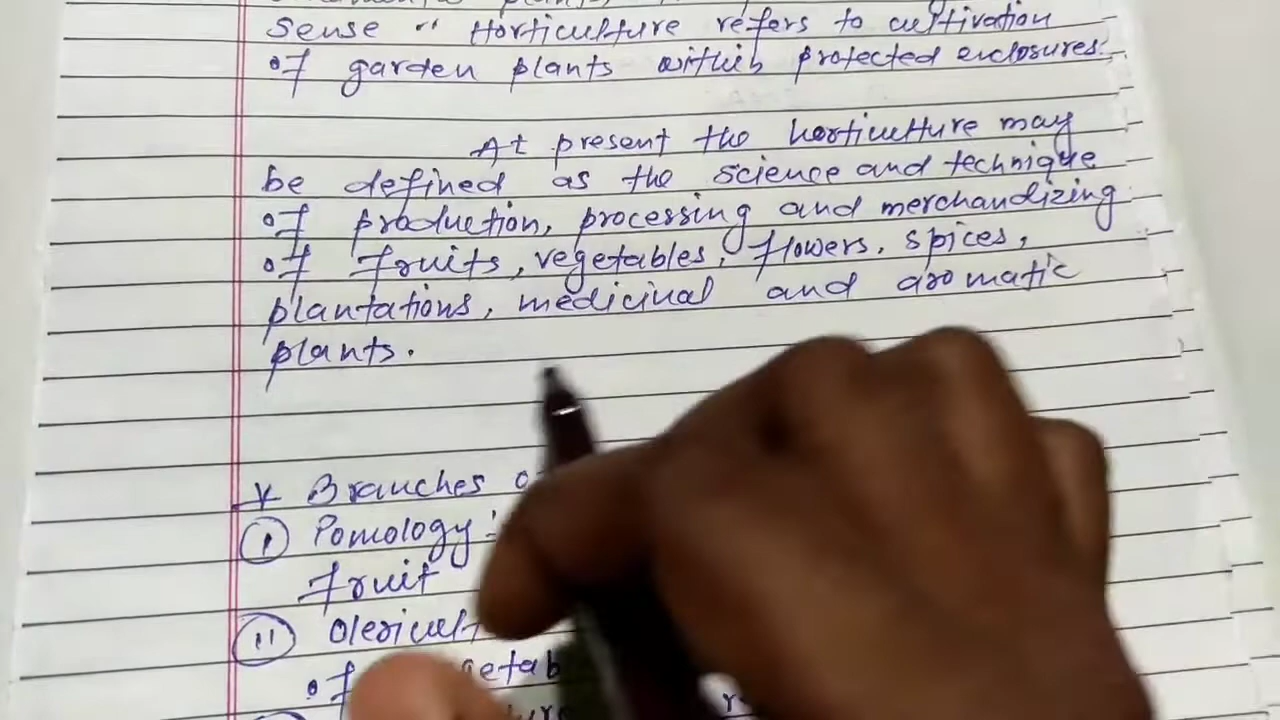 sense " Horticulture refers to cultivation
of garden plants within protected enclosures.
At present the horticulture may
be defined as the science and technique
of production, processing and merchandizing
of fruits, vegetables, flowers, spices,
plantations, medicinal and aromatic
plants.
Branches
(i) Pomology :
fruit
(ii)
of